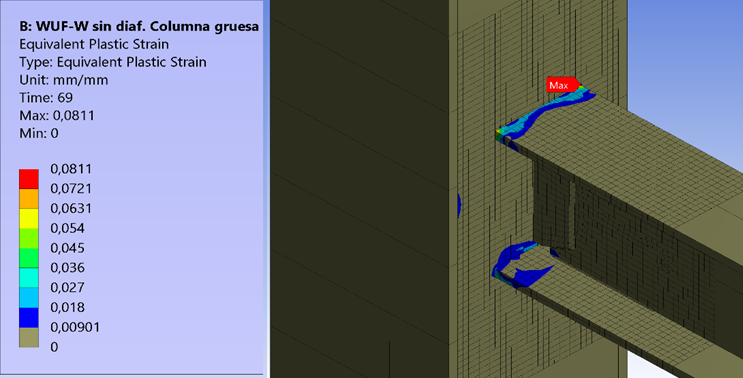 B: WUF-W sin diaf. Columna gruesa
Equivalent Plastic Strain
Type: Equivalent Plastic Strain
Unit: mm/mm
Time: 69
Max: 0,0811
Min: 0
0,0811
0,0721
0,0631
0,054
0,045
0,036
0,027
0,018
0,00901
0
Max